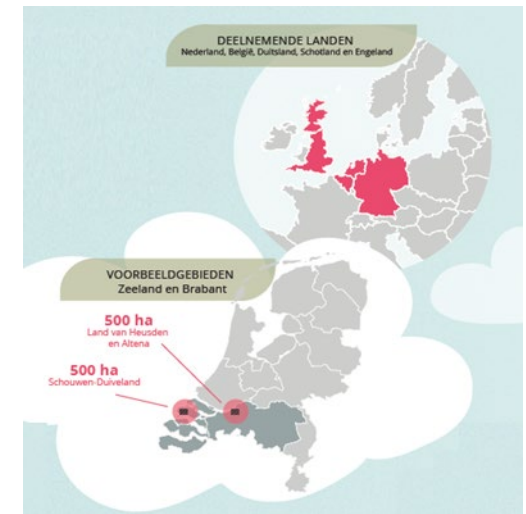 DEELNEMENDE LANDEN
Nederland, België, Duitsland, Schotland en Engeland
VOORBEELDGEBIEDEN
Zeeland en Brabant
500 ha
Land van Heusden
en Altena
500 ha
Schouwen-Duiveland